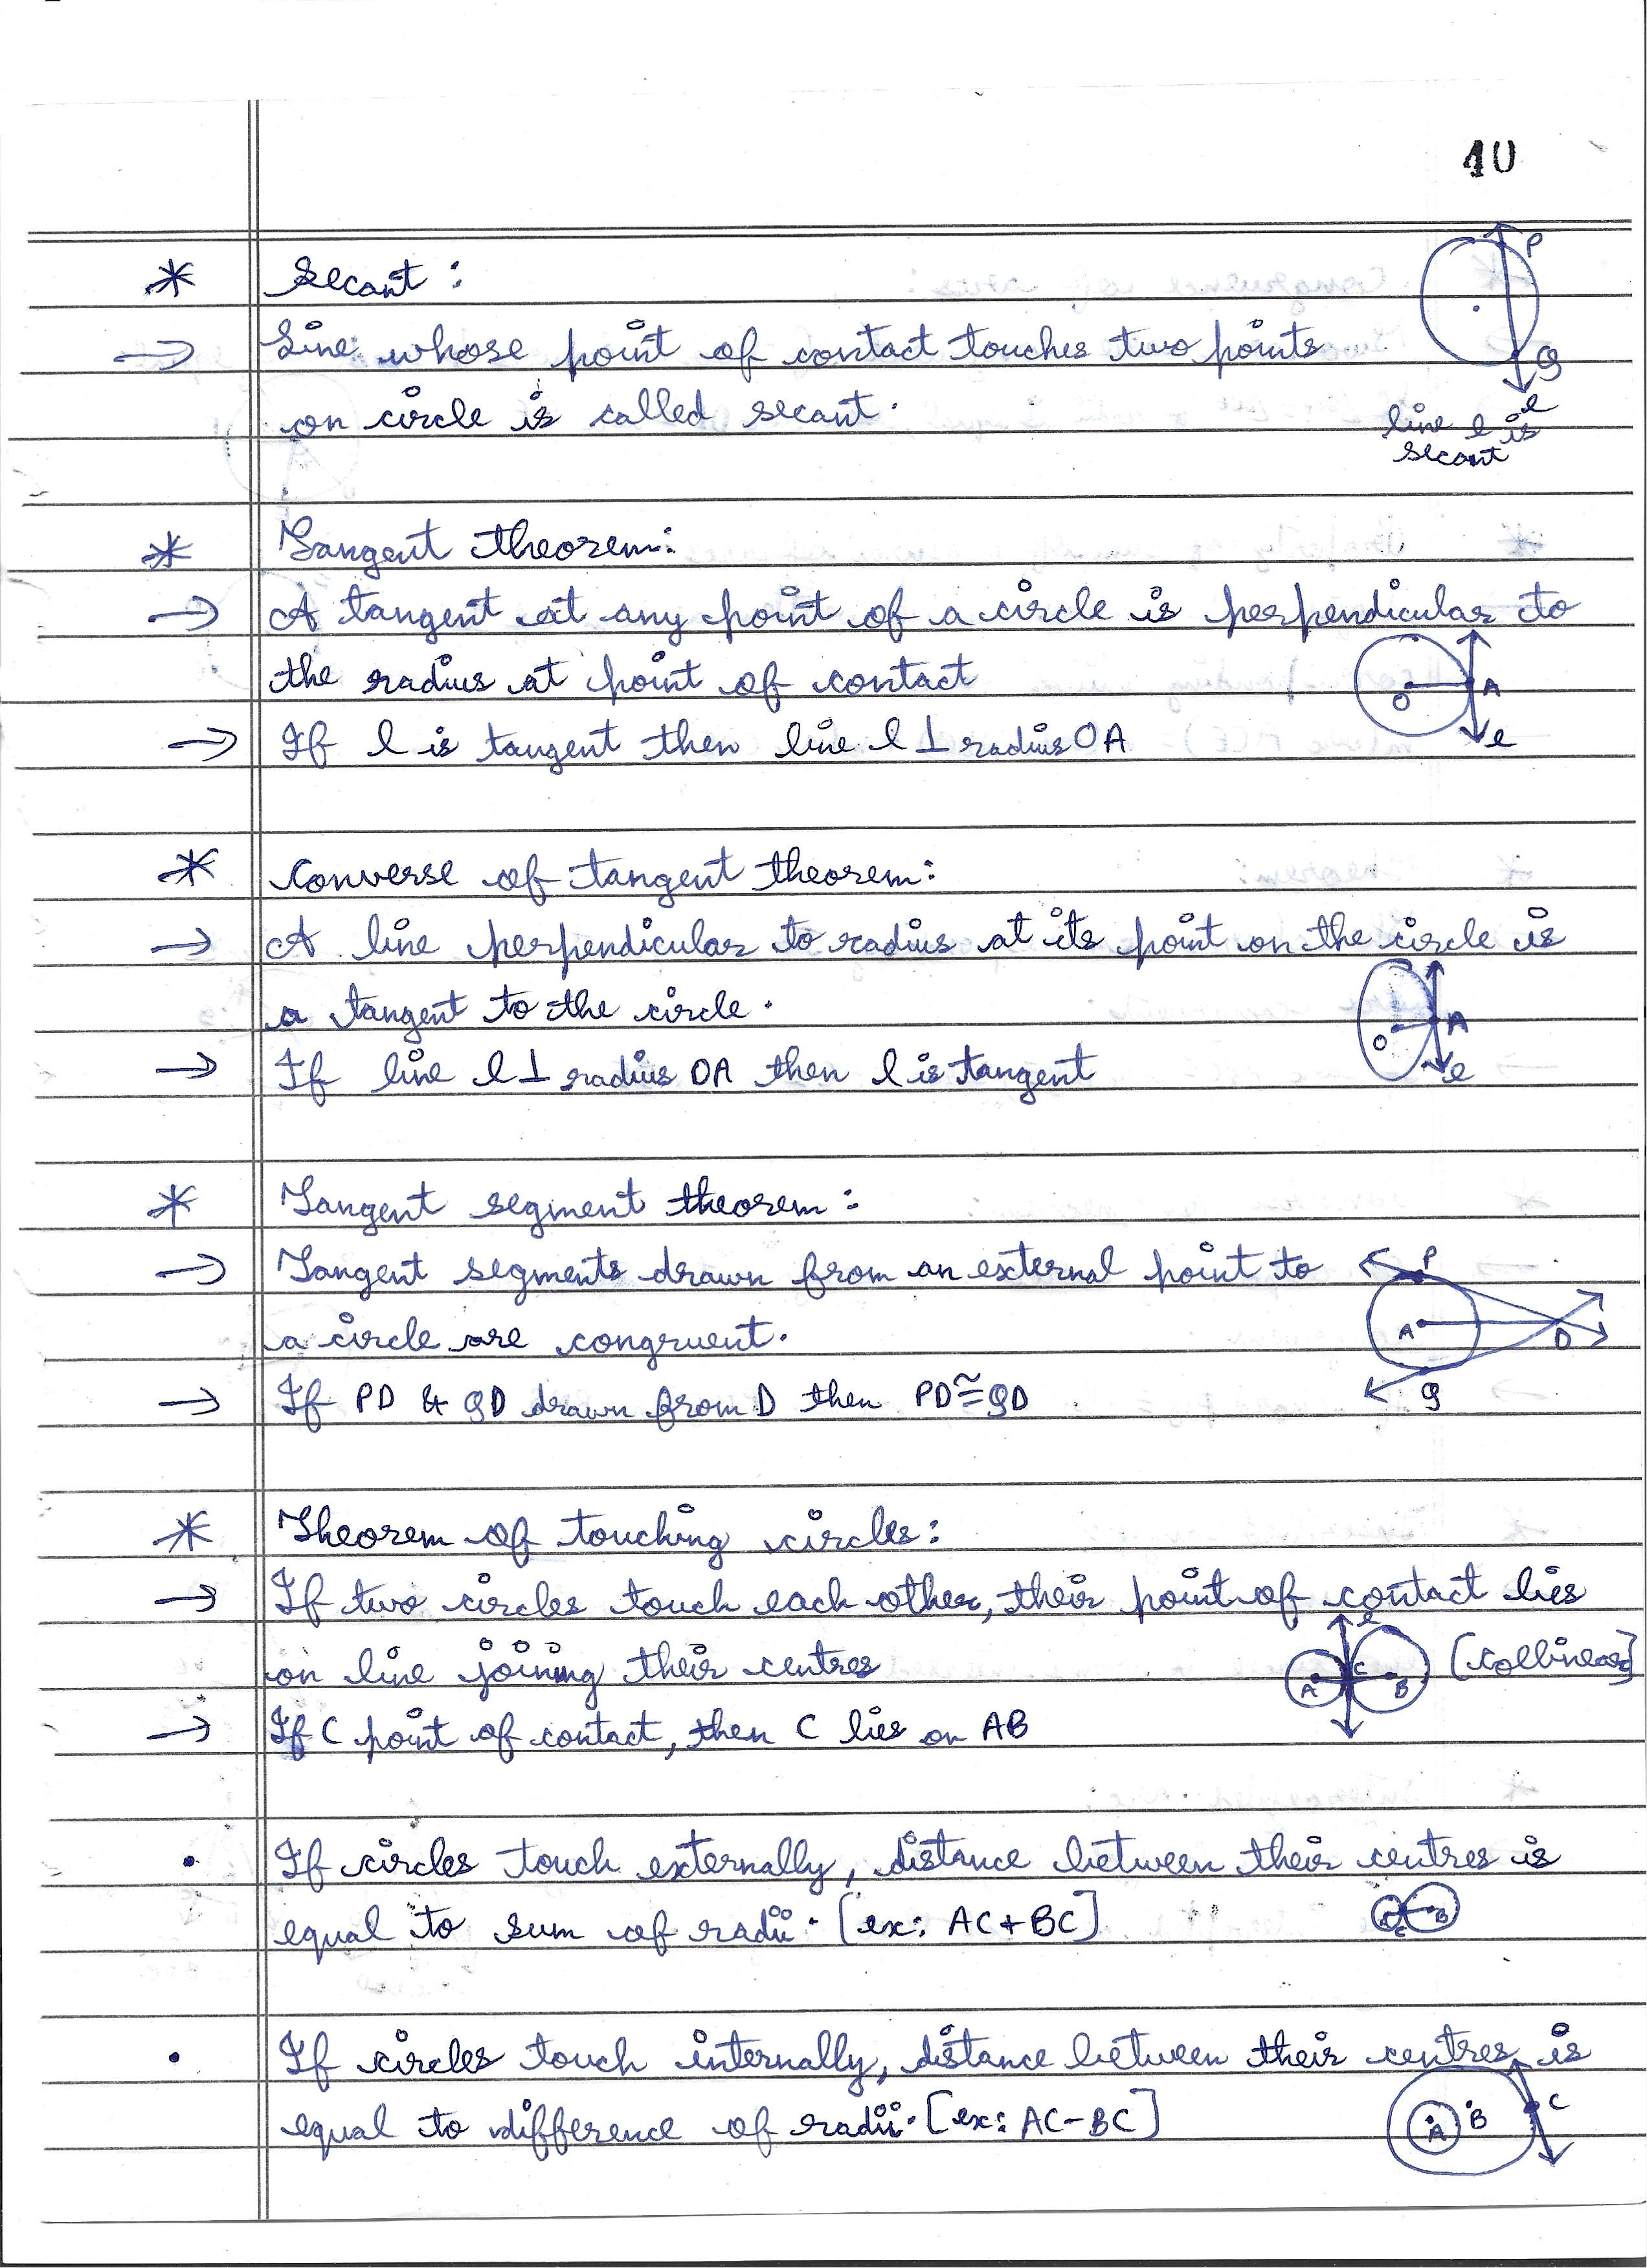 10
* Secant :
→ Line whose point of contact touches two points
on circle is called secant.
P
Q
l
line l is
secant
* Tangent theorem:
→ A tangent at any point of a circle is perpendicular to
the radius at point of contact
O A
l
→ If l is tangent then line l ⊥ radius OA
* Converse of tangent theorem:
→ A line perpendicular to radius at its point on the circle is
a tangent to the circle.
O A
l
→ If line l ⊥ radius OA then l is tangent
* Tangent segment theorem :
→ Tangent segments drawn from an external point to
a circle are congruent.
P
A D
Q
→ If PD & QD drawn from D then PD ≅ QD
* Theorem of touching circles:
→ If two circles touch each other, their point of contact lies
on line joining their centres
l
A C B [collinear]
→ If C point of contact, then C lies on AB
• If circles touch externally, distance between their centres is
equal to sum of radii. [ex: AC + BC]
A C B
• If circles touch internally, distance between their centres is
equal to difference of radii. [ex: AC - BC]
A B C